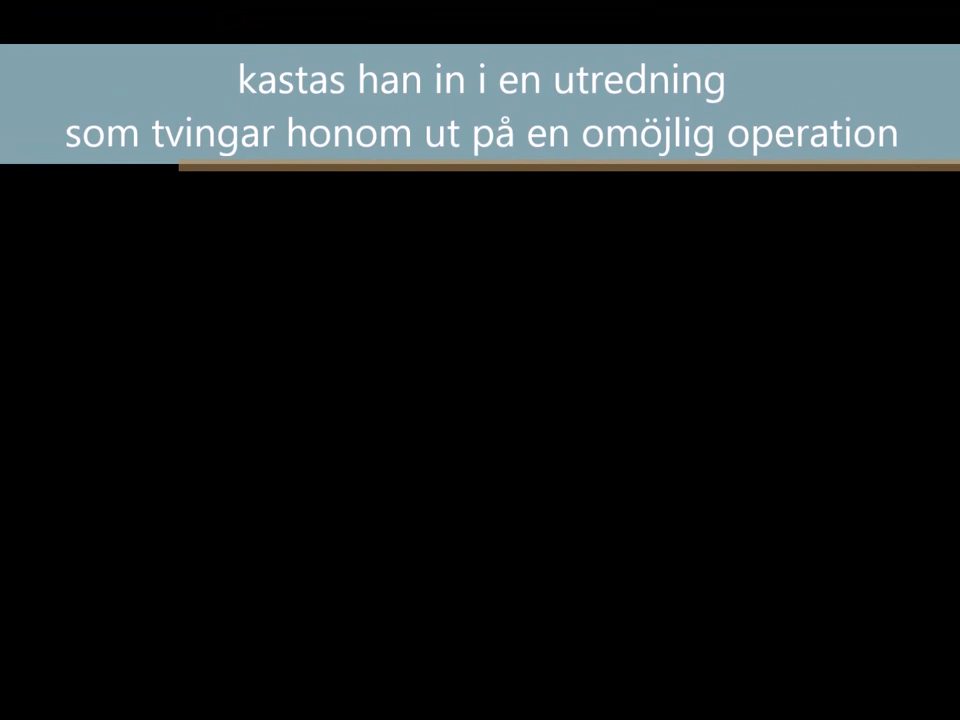 kastas han in i en utredning
som tvingar honom ut på en omöjlig operation